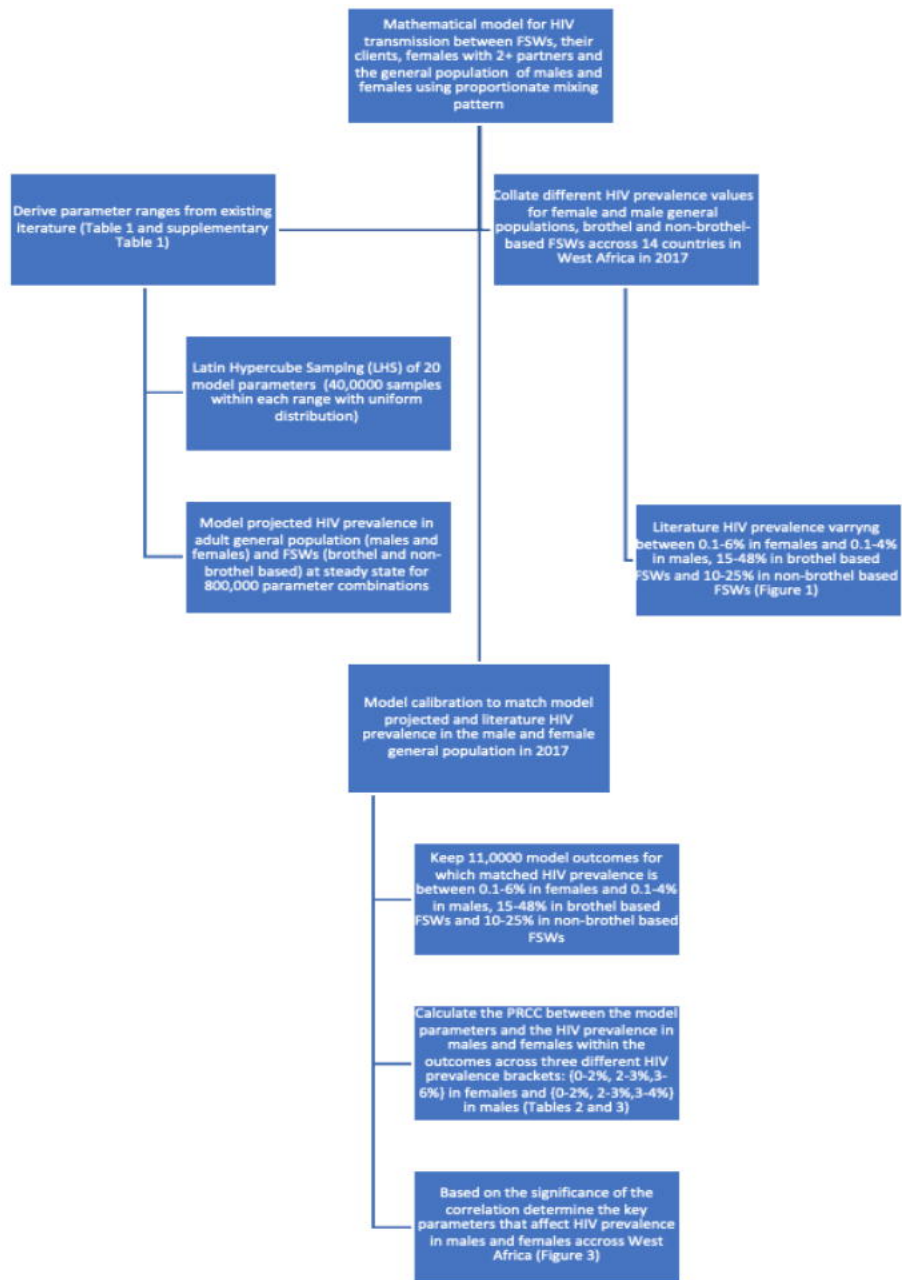 Mathematical model for HIV
transmission between FSWs, their
clients, females with 2+ partners and
the general population of males and
females using proportionate mixing
pattern
Derive parameter ranges from existing
iterature (Table 1 and supplementary
Table 1)
Collate different HIV prevalence values
for female and male general
populations, brothel and non-brothel-
based FSWs accross 14 countries in
West Africa in 2017
Latin Hypercube Sampling (LHS) of 20
model parameters (40,0000 samples
within each range with uniform
distribution)
Model projected HIV prevalence in
adult general population (males and
females) and FSWs (brothel and non-
brothel based) at steady state for
800,000 parameter combinations
Literature HIV prevalence varryng
between 0.1-6% in females and 0.1-4%
in males, 15-48% in brothel based
FSWs and 10-25% in non-brothel based
FSWs (Figure 1)
Model calibration to match model
projected and literature HIV
prevalence in the male and female
general population in 2017
Keep 11,0000 model outcomes for
which matched HIV prevalence is
between 0.1-6% in females and 0.1-4%
in males, 15-48% in brothel based
FSWs and 10-25% in non-brothel based
FSWs
Calculate the PRCC between the model
parameters and the HIV prevalence in
males and females within the
outcomes across three different HIV
prevalence brackets: {0-2%, 2-3%,3-
6%} in females and {0-2%, 2-3%,3-4%}
in males (Tables 2 and 3)
Based on the significance of the
correlation determine the key
parameters that affect HIV prevalence
in males and females accross West
Africa (Figure 3)